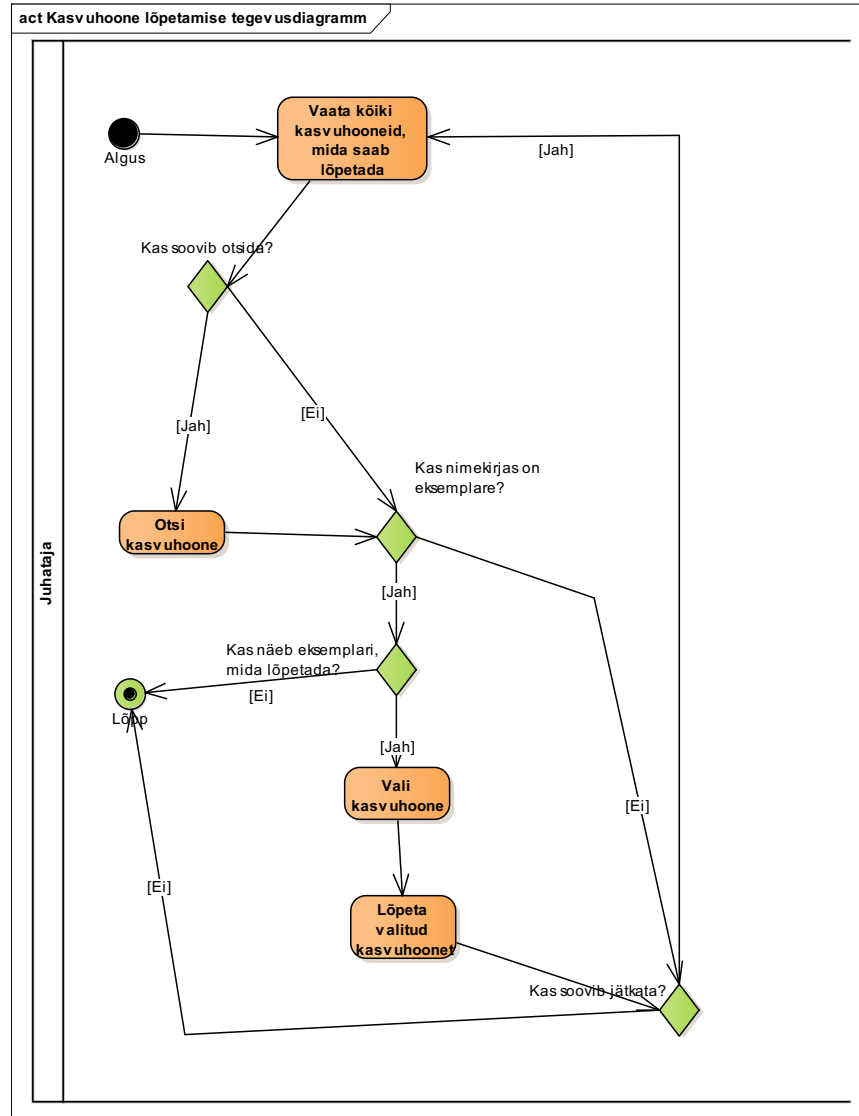 act Kasvuhoone lõpetamise tegevusdiagramm
Juhataja
Algus
Vaata kõiki
kasvuhooneid,
mida saab
lõpetada
[Jah]
Kas soovib otsida?
[Jah]
[Ei]
Kas nimekirjas on
eksemplare?
Otsi
kasvuhoone
[Jah]
Kas näeb eksemplari,
mida lõpetada?
[Ei]
Lõpp
[Jah]
Vali
kasvuhoone
[Ei]
[Ei]
Lõpeta
valitud
kasvuhoonet
Kas soovib jätkata?